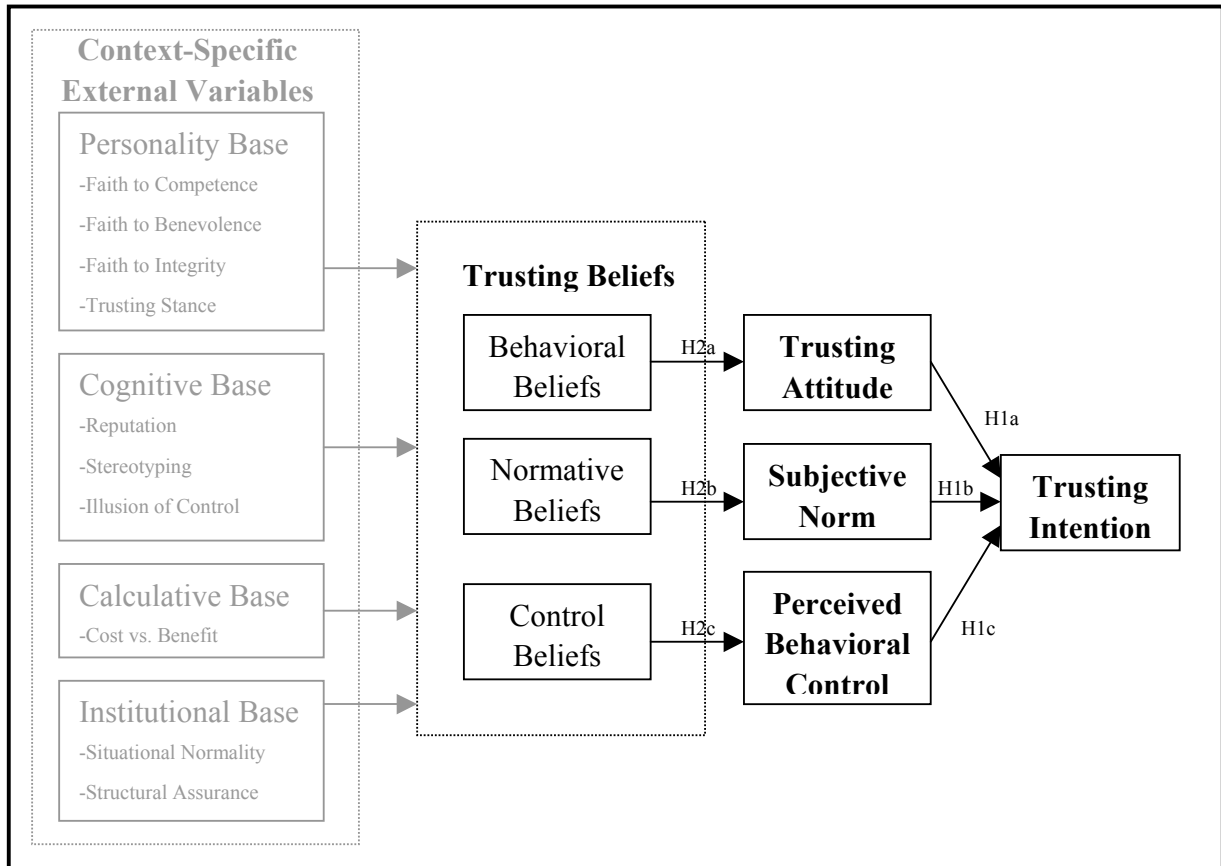 Context-Specific
External Variables
Personality Base
-Faith to Competence
-Faith to Benevolence
-Faith to Integrity
-Trusting Stance
Cognitive Base
-Reputation
-Stereotyping
-Illusion of Control
Calculative Base
-Cost vs. Benefit
Institutional Base
-Situational Normality
-Structural Assurance
Trusting Beliefs
Behavioral
Beliefs
Normative
Beliefs
Control
Beliefs
H2a
H2b
H2c
Trusting
Attitude
Subjective
Norm
Perceived
Behavioral
Control
H1a
H1b
H1c
Trusting
Intention